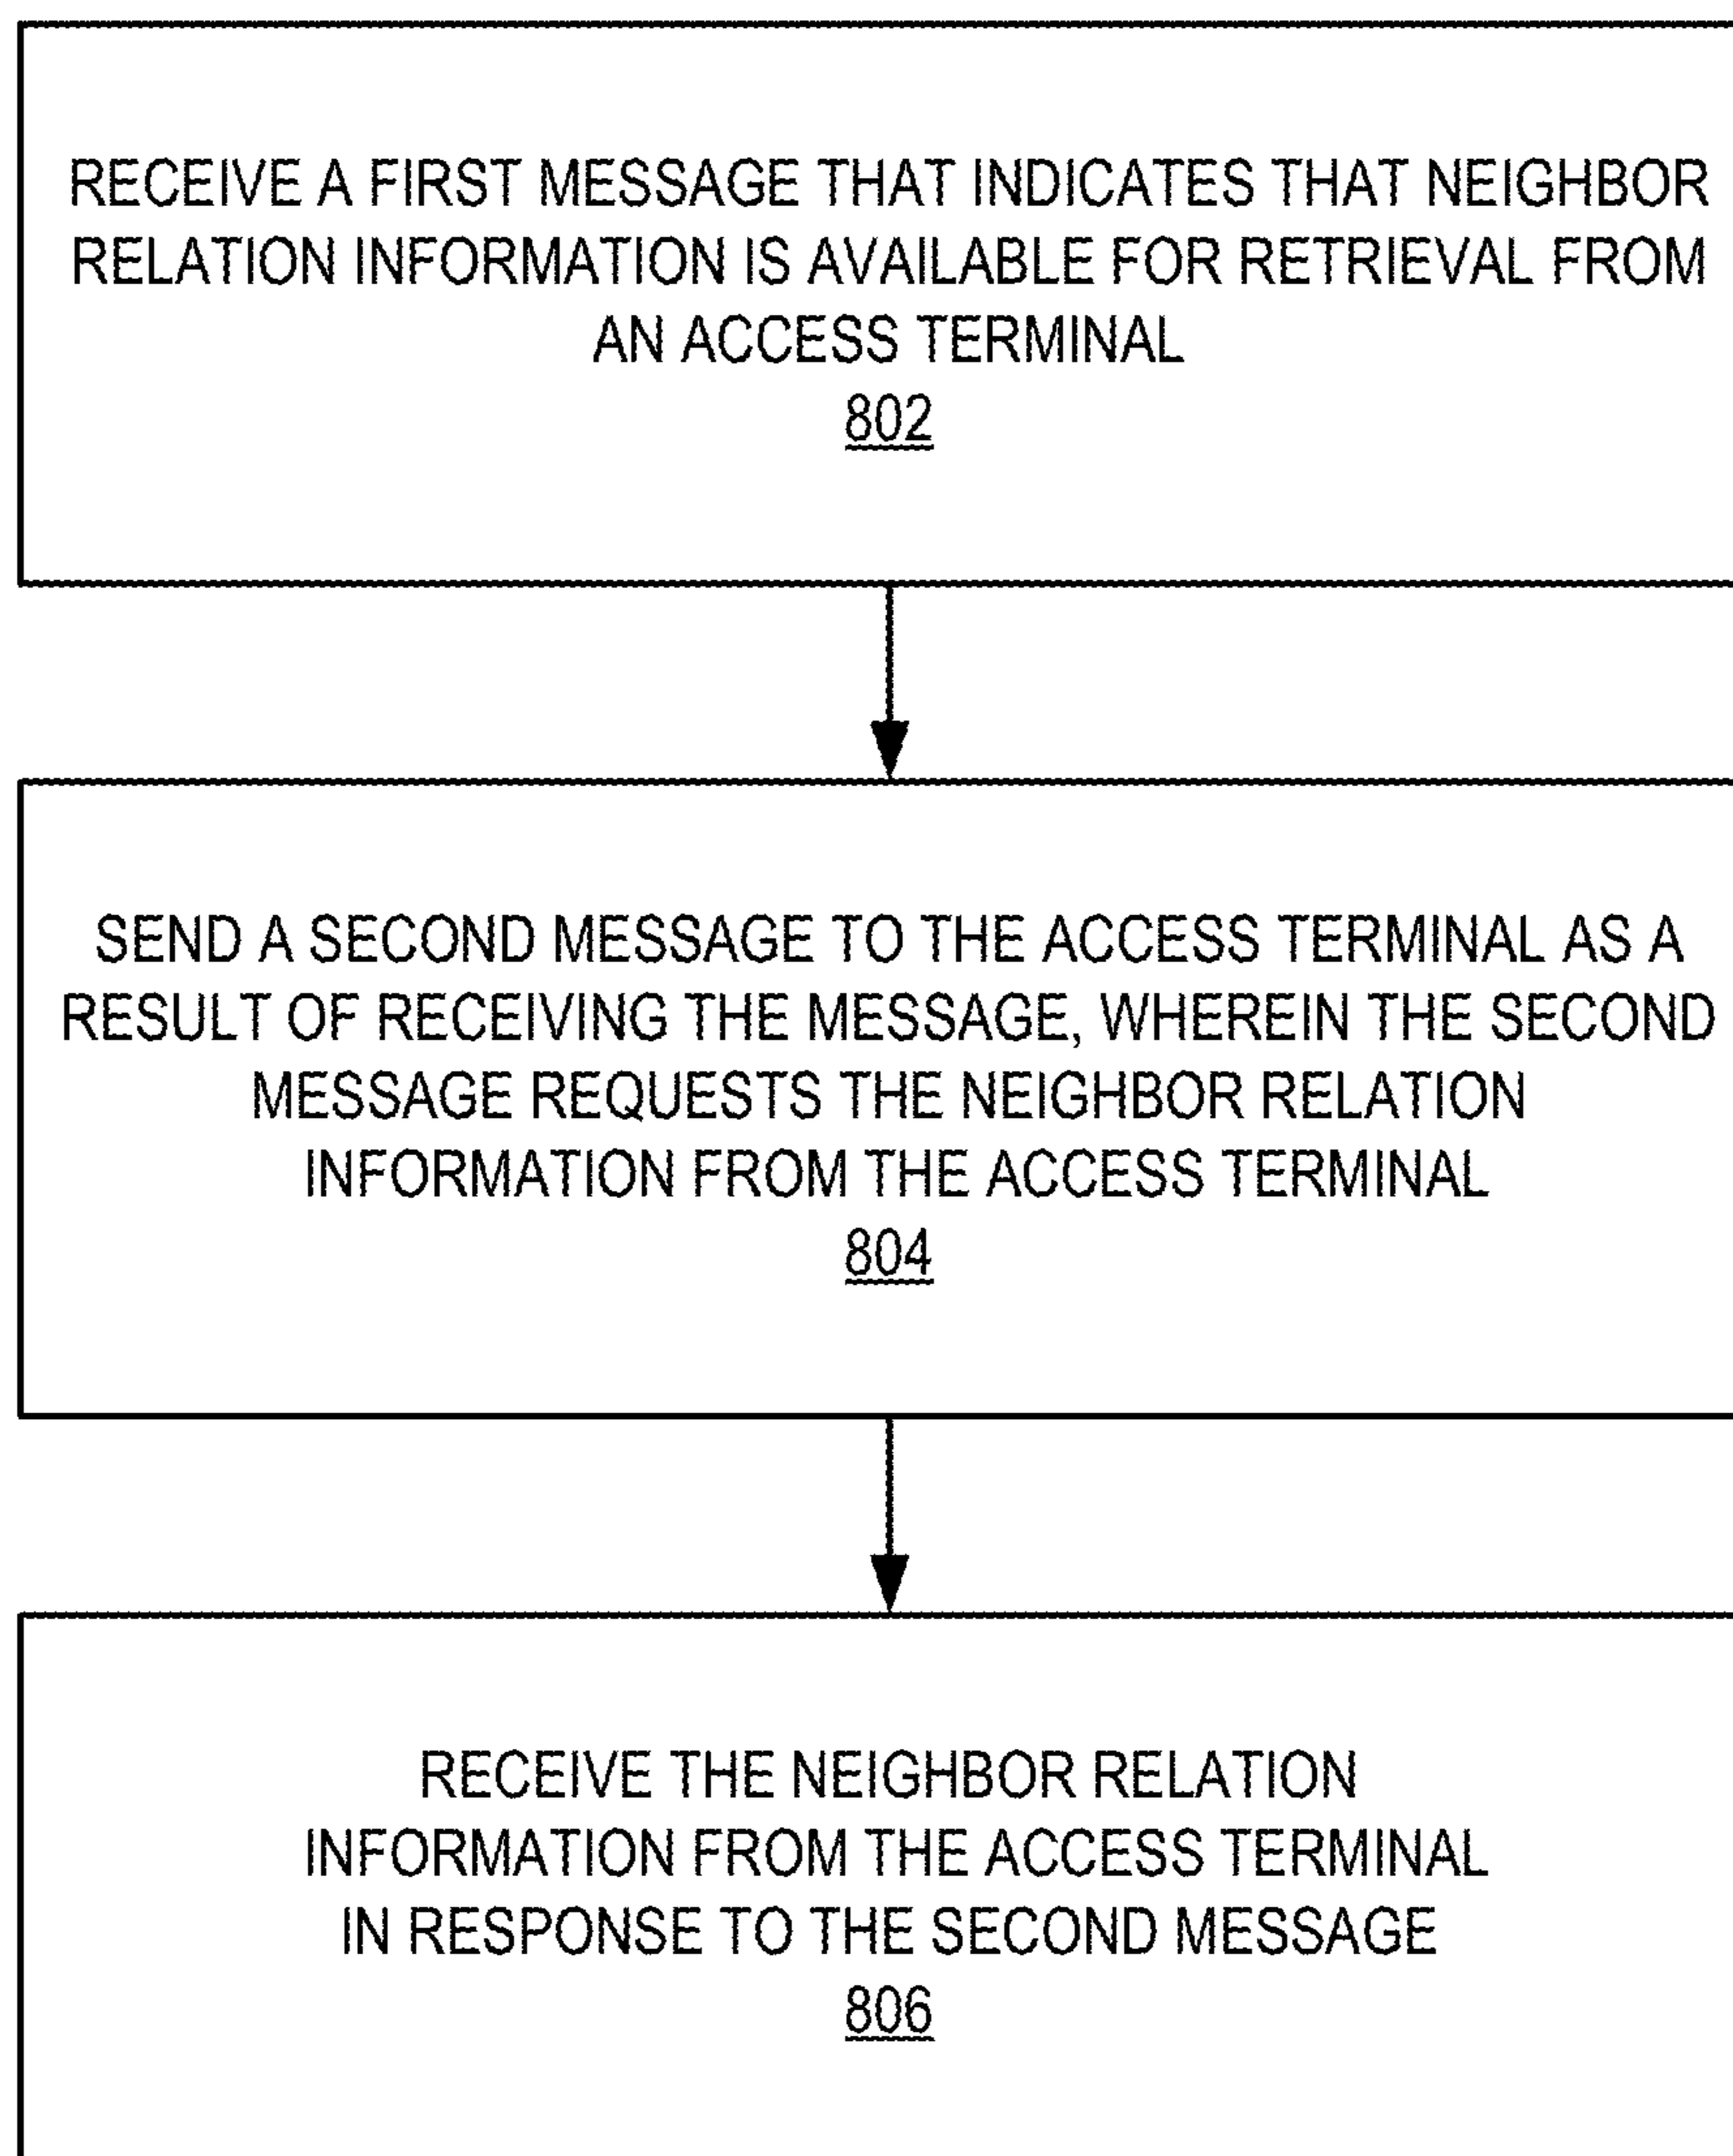 RECEIVE A FIRST MESSAGE THAT INDICATES THAT NEIGHBOR
RELATION INFORMATION IS AVAILABLE FOR RETRIEVAL FROM
AN ACCESS TERMINAL
802
SEND A SECOND MESSAGE TO THE ACCESS TERMINAL AS A
RESULT OF RECEIVING THE MESSAGE, WHEREIN THE SECOND
MESSAGE REQUESTS THE NEIGHBOR RELATION
INFORMATION FROM THE ACCESS TERMINAL
804
RECEIVE THE NEIGHBOR RELATION
INFORMATION FROM THE ACCESS TERMINAL
IN RESPONSE TO THE SECOND MESSAGE
806